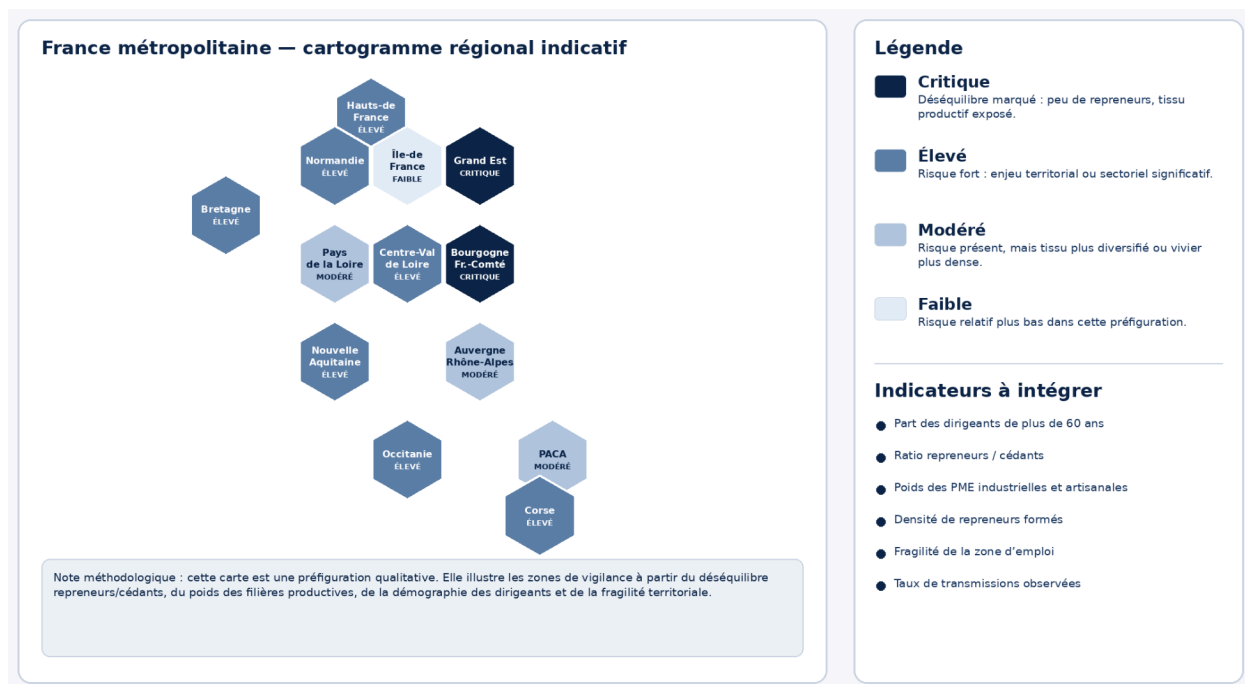 France métropolitaine — cartogramme régional indicatif
Hauts-de
France
ÉLEVÉ
Normandie
ÉLEVÉ
Île-de
France
FAIBLE
Grand Est
CRITIQUE
Bretagne
ÉLEVÉ
Pays
de la Loire
MODÉRÉ
Centre-Val
de Loire
ÉLEVÉ
Bourgogne
Fr.-Comté
CRITIQUE
Nouvelle
Aquitaine
ÉLEVÉ
Auvergne
Rhône-Alpes
MODÉRÉ
Occitanie
ÉLEVÉ
PACA
MODÉRÉ
Corse
ÉLEVÉ
Note méthodologique : cette carte est une préfiguration qualitative. Elle illustre les zones de vigilance à partir du déséquilibre
repreneurs/cédants, du poids des filières productives, de la démographie des dirigeants et de la fragilité territoriale.
Légende
Critique
Déséquilibre marqué : peu de repreneurs, tissu
productif exposé.
Élevé
Risque fort : enjeu territorial ou sectoriel significatif.
Modéré
Risque présent, mais tissu plus diversifié ou vivier
plus dense.
Faible
Risque relatif plus bas dans cette préfiguration.
Indicateurs à intégrer
Part des dirigeants de plus de 60 ans
Ratio repreneurs / cédants
Poids des PME industrielles et artisanales
Densité de repreneurs formés
Fragilité de la zone d’emploi
Taux de transmissions observées